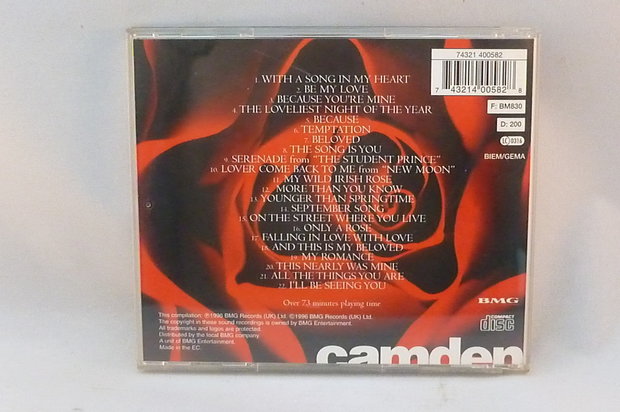 74321 400582
7 43214 00582 8
F: BM830
D: 200
LC 0316
BIEM/GEMA
1. WITH A SONG IN MY HEART
2. BE MY LOVE
3. BECAUSE YOU'RE MINE
4. THE LOVELIEST NIGHT OF THE YEAR
5. BECAUSE
6. TEMPTATION
7. BELOVED
8. THE SONG IS YOU
9. SERENADE from "THE STUDENT PRINCE"
10. LOVER COME BACK TO ME from "NEW MOON"
11. MY WILD IRISH ROSE
12. MORE THAN YOU KNOW
13. YOUNGER THAN SPRINGTIME
14. SEPTEMBER SONG
15. ON THE STREET WHERE YOU LIVE
16. ONLY A ROSE
17. FALLING IN LOVE WITH LOVE
18. AND THIS IS MY BELOVED
19. MY ROMANCE
20. THIS NEARLY WAS MINE
21. ALL THE THINGS YOU ARE
22. I'LL BE SEEING YOU
Over 73 minutes playing time
BMG
COMPACT
disc
This compilation: ℗1996 BMG Records (UK) Ltd. ©1996 BMG Records (UK) Ltd.
The copyright in these sound recordings is owned by BMG Entertainment.
All trademarks and logos are protected.
Distributed by the local BMG company.
A unit of BMG Entertainment.
Made in the EC.
camden